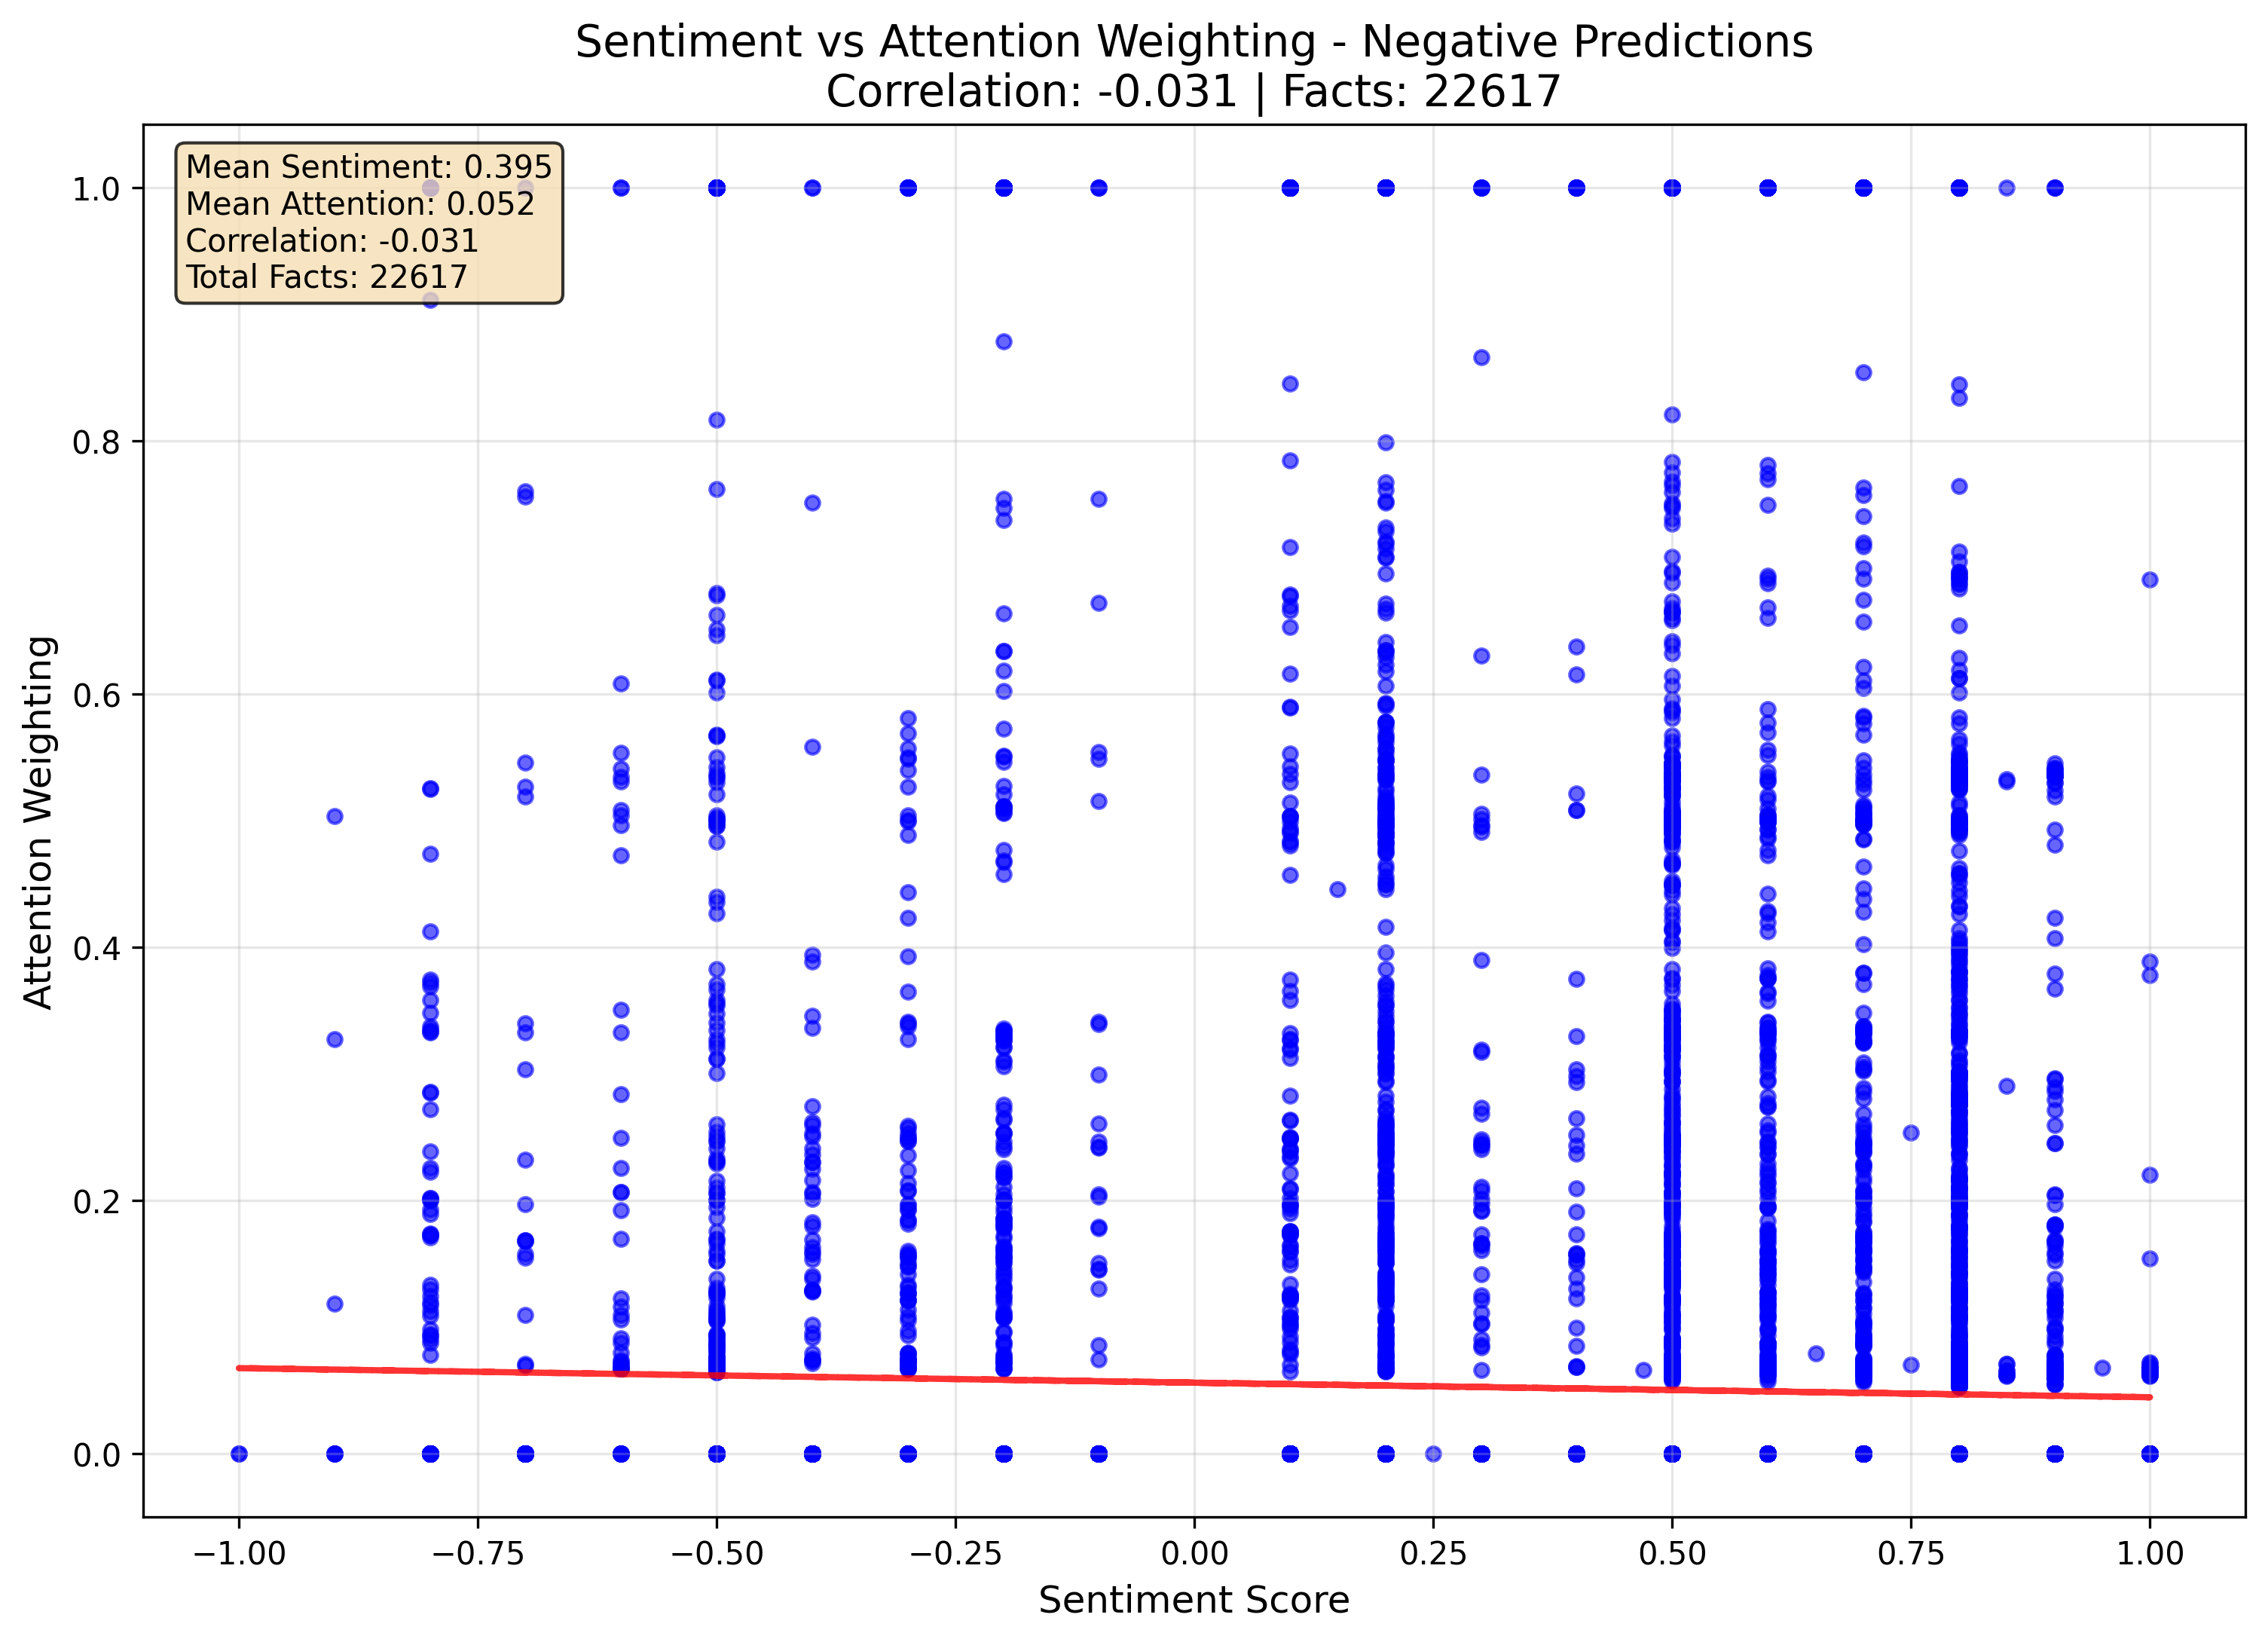 Sentiment vs Attention Weighting - Negative Predictions
Correlation: -0.031 | Facts: 22617
Mean Sentiment: 0.395
Mean Attention: 0.052
Correlation: -0.031
Total Facts: 22617
1.0
0.8
0.6
0.4
0.2
0.0
Attention Weighting
−1.00 −0.75 −0.50 −0.25 0.00 0.25 0.50 0.75 1.00
Sentiment Score